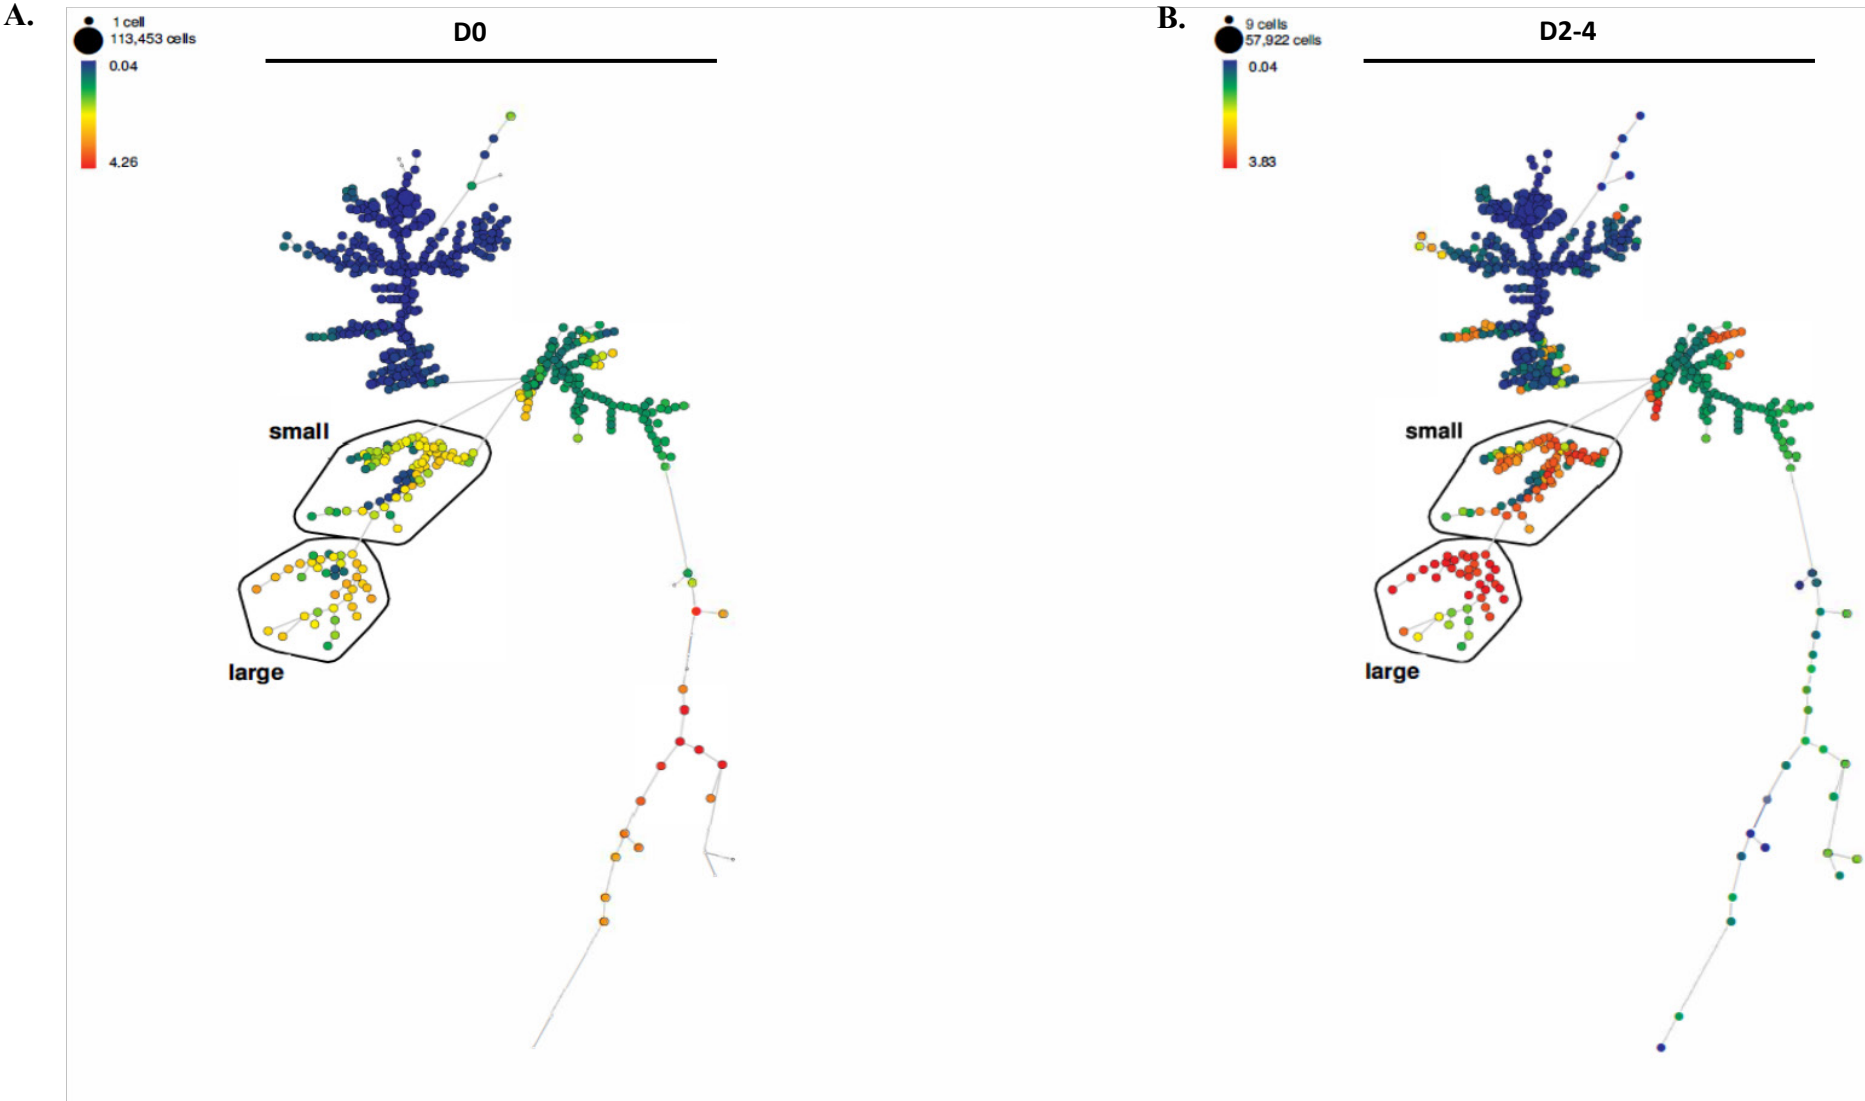 A.
1 cell
113,453 cells
0.04
4.26
D0
small
large
B.
9 cells
57,922 cells
0.04
3.83
D2-4
small
large